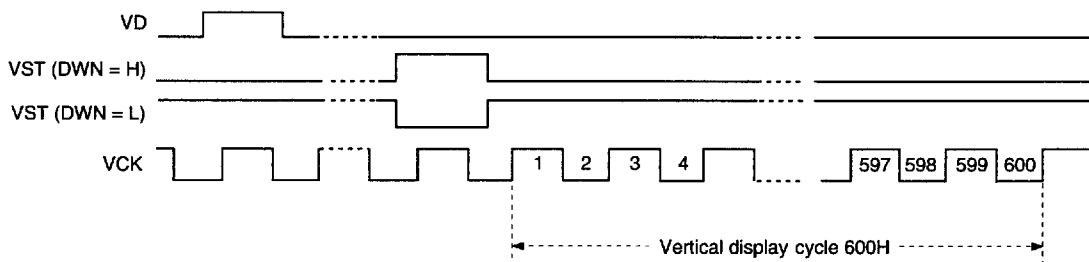 VD
VST (DWN = H)
VST (DWN = L)
VCK 1 2 3 4 597 598 599 600
Vertical display cycle 600H